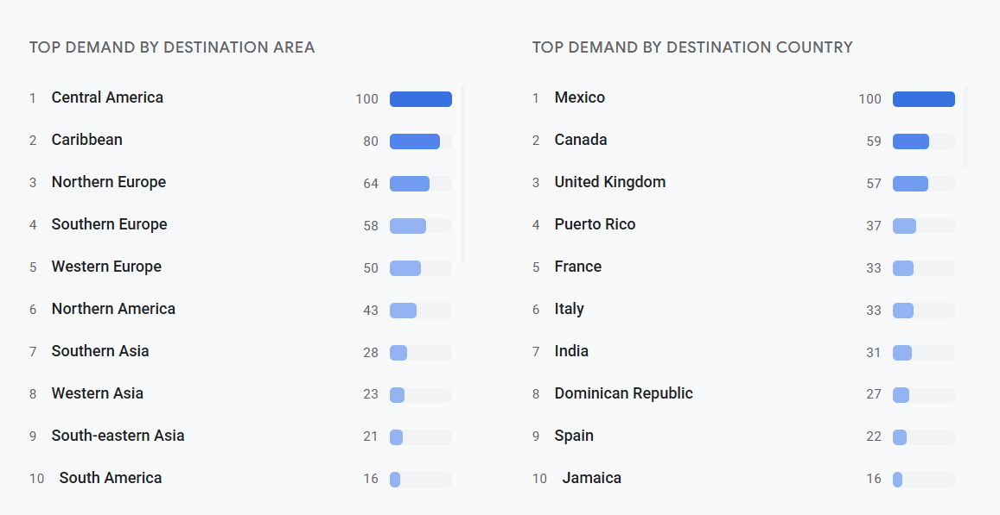 TOP DEMAND BY DESTINATION AREA
1 Central America 100
2 Caribbean 80
3 Northern Europe 64
4 Southern Europe 58
5 Western Europe 50
6 Northern America 43
7 Southern Asia 28
8 Western Asia 23
9 South-eastern Asia 21
10 South America 16
TOP DEMAND BY DESTINATION COUNTRY
1 Mexico 100
2 Canada 59
3 United Kingdom 57
4 Puerto Rico 37
5 France 33
6 Italy 33
7 India 31
8 Dominican Republic 27
9 Spain 22
10 Jamaica 16